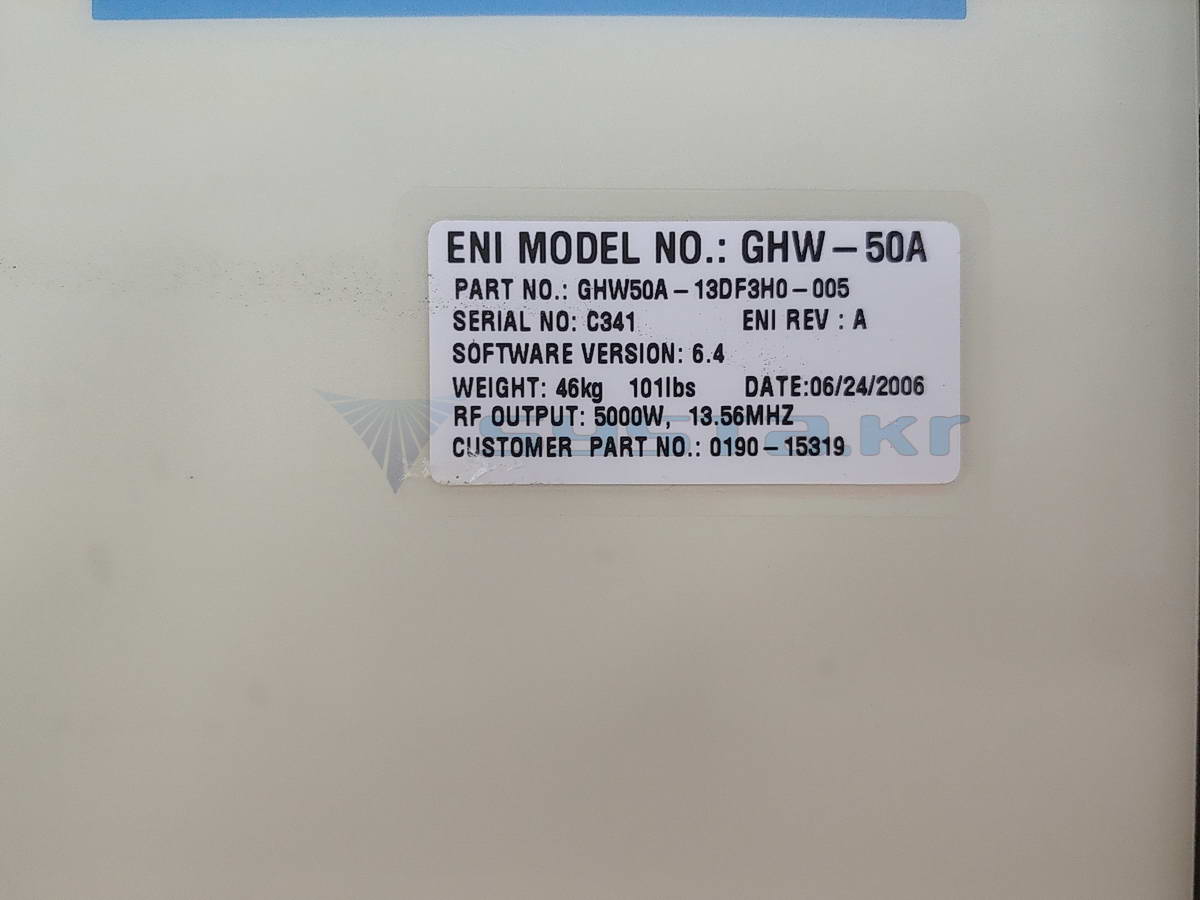 ENI MODEL NO.: GHW-50A
PART NO.: GHW50A-13DF3H0-005
SERIAL NO: C341 ENI REV : A
SOFTWARE VERSION: 6.4
WEIGHT: 46kg 101lbs DATE:06/24/2006
RF OUTPUT: 5000W, 13.56MHZ
CUSTOMER PART NO.: 0190-15319